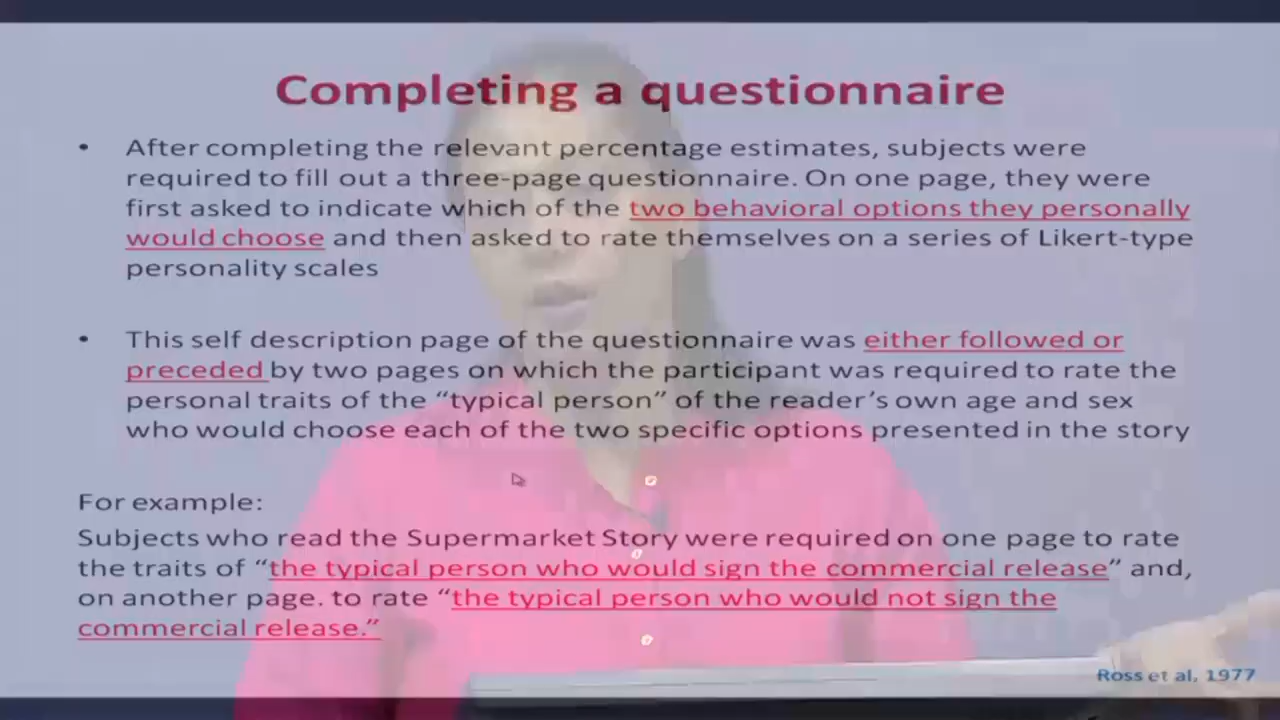 Completing a questionnaire
• After completing the relevant percentage estimates, subjects were
required to fill out a three-page questionnaire. On one page, they were
first asked to indicate which of the two behavioral options they personally
would choose and then asked to rate themselves on a series of Likert-type
personality scales
• This self description page of the questionnaire was either followed or
preceded by two pages on which the participant was required to rate the
personal traits of the “typical person” of the reader’s own age and sex
who would choose each of the two specific options presented in the story
For example:
Subjects who read the Supermarket Story were required on one page to rate
the traits of “the typical person who would sign the commercial release” and,
on another page. to rate “the typical person who would not sign the
commercial release.”
Ross et al, 1977